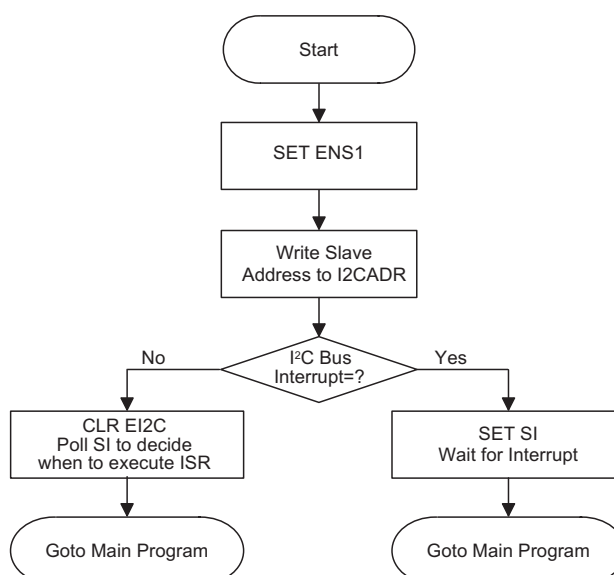 Start
SET ENS1
Write Slave
Address to I2CADR
I²C Bus
Interrupt=?
No
Yes
CLR EI2C
Poll SI to decide
when to execute ISR
SET SI
Wait for Interrupt
Goto Main Program
Goto Main Program